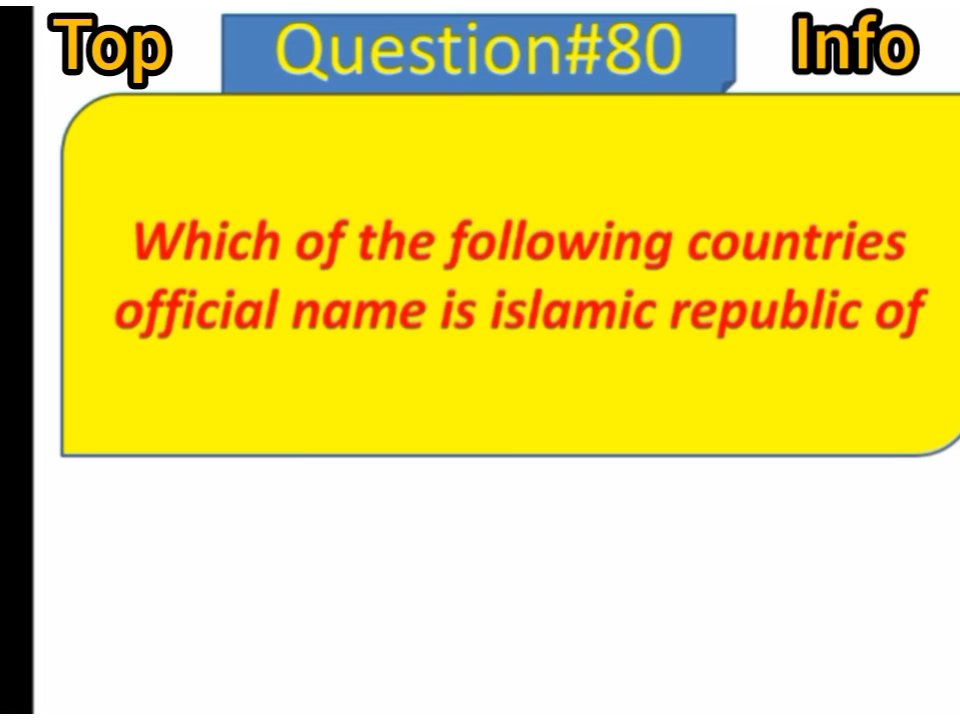 Top Question#80 Info
Which of the following countries
official name is islamic republic of